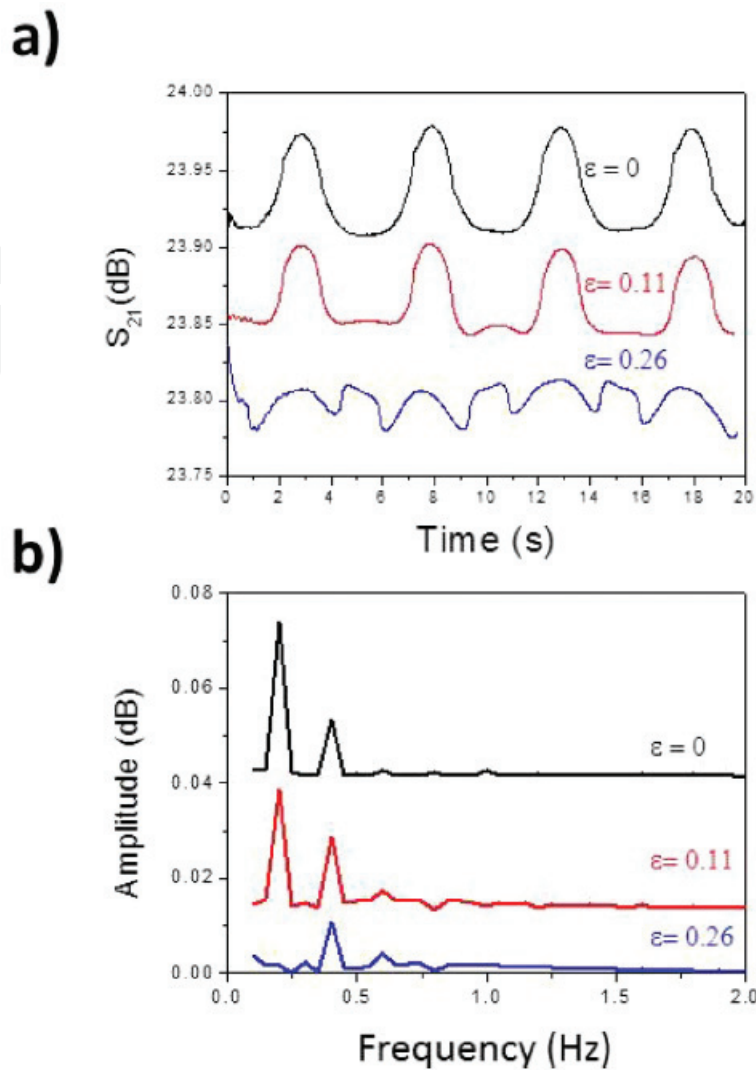 a)
24.00
23.95
23.90
23.85
23.80
23.75
S21 (dB)
ε = 0
ε= 0.11
ε= 0.26
0 2 4 6 8 10 12 14 16 18 20
Time (s)
b)
0.08
0.06
0.04
0.02
0.00
Amplitude (dB)
ε = 0
ε= 0.11
ε= 0.26
0.0 0.5 1.0 1.5 2.0
Frequency (Hz)